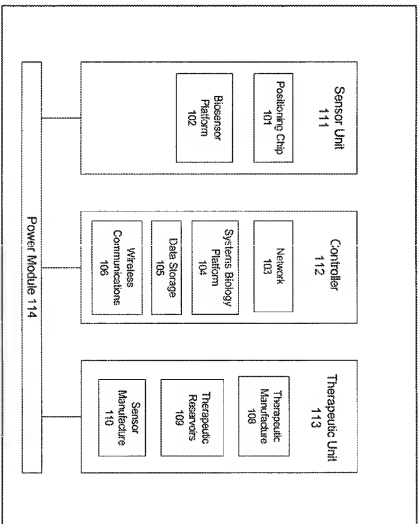 Sensor Unit
111
Positioning Chip
101
Biosensor
Platform
102
Controller
112
Network
103
Systems Biology
Platform
104
Data Storage
105
Wireless
Communications
106
Therapeutic Unit
113
Therapeutic
Manufacture
108
Therapeutic
Reservoirs
109
Sensor
Manufacture
110
Power Module 114